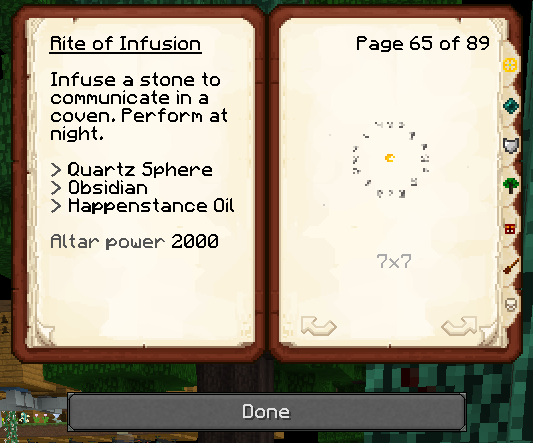 Rite of Infusion
Infuse a stone to
communicate in a
coven. Perform at
night.
> Quartz Sphere
> Obsidian
> Happenstance Oil
Altar power 2000
Page 65 of 89
7x7
Done